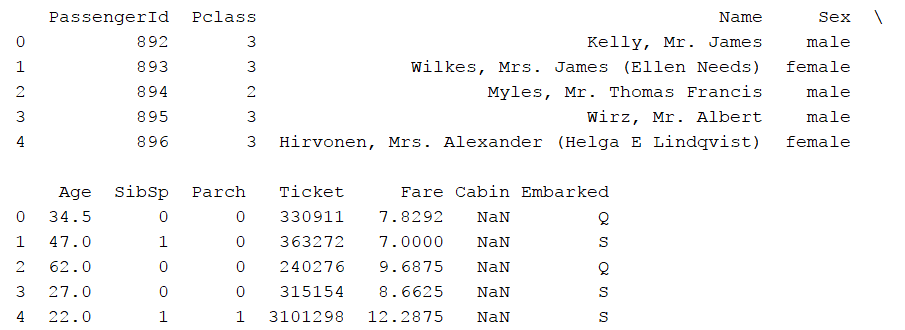 PassengerId Pclass Name Sex \
0 892 3 Kelly, Mr. James male
1 893 3 Wilkes, Mrs. James (Ellen Needs) female
2 894 2 Myles, Mr. Thomas Francis male
3 895 3 Wirz, Mr. Albert male
4 896 3 Hirvonen, Mrs. Alexander (Helga E Lindqvist) female
Age SibSp Parch Ticket Fare Cabin Embarked
0 34.5 0 0 330911 7.8292 NaN Q
1 47.0 1 0 363272 7.0000 NaN S
2 62.0 0 0 240276 9.6875 NaN Q
3 27.0 0 0 315154 8.6625 NaN S
4 22.0 1 1 3101298 12.2875 NaN S